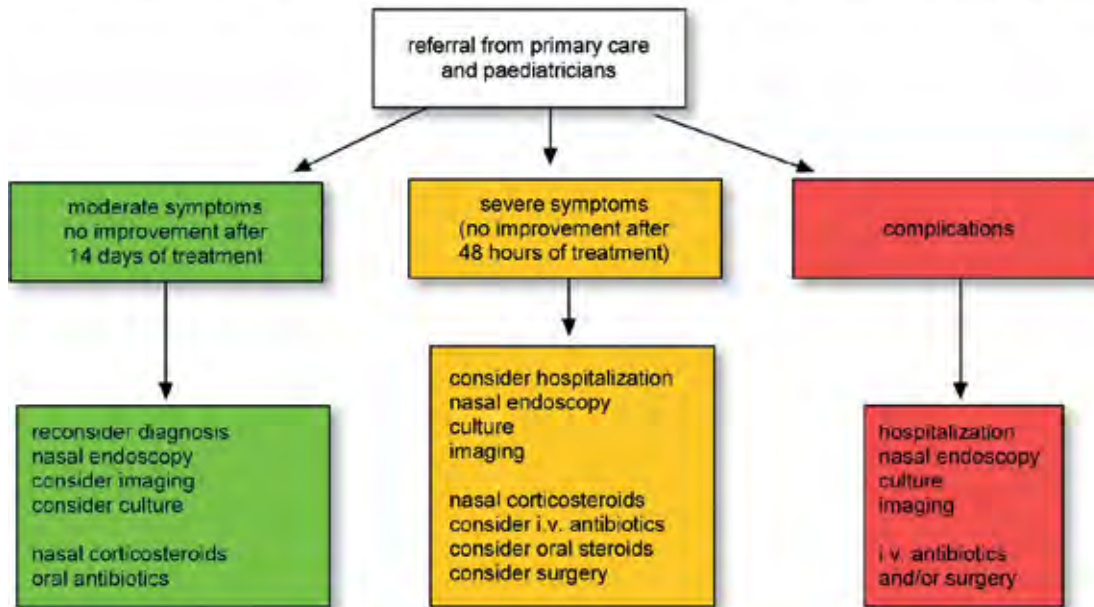 referral from primary care
and paediatricians
moderate symptoms
no improvement after
14 days of treatment
severe symptoms
(no improvement after
48 hours of treatment)
complications
reconsider diagnosis
nasal endoscopy
consider imaging
consider culture
nasal corticosteroids
oral antibiotics
consider hospitalization
nasal endoscopy
culture
imaging
nasal corticosteroids
consider i.v. antibiotics
consider oral steroids
consider surgery
hospitalization
nasal endoscopy
culture
imaging
i.v. antibiotics
and/or surgery